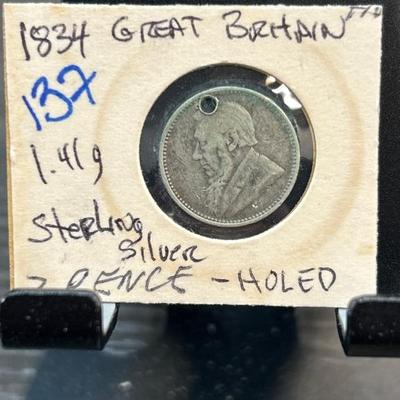 1834 GREAT BRITAIN
137
1.41g
Sterling
Silver
PENCE - HOLED